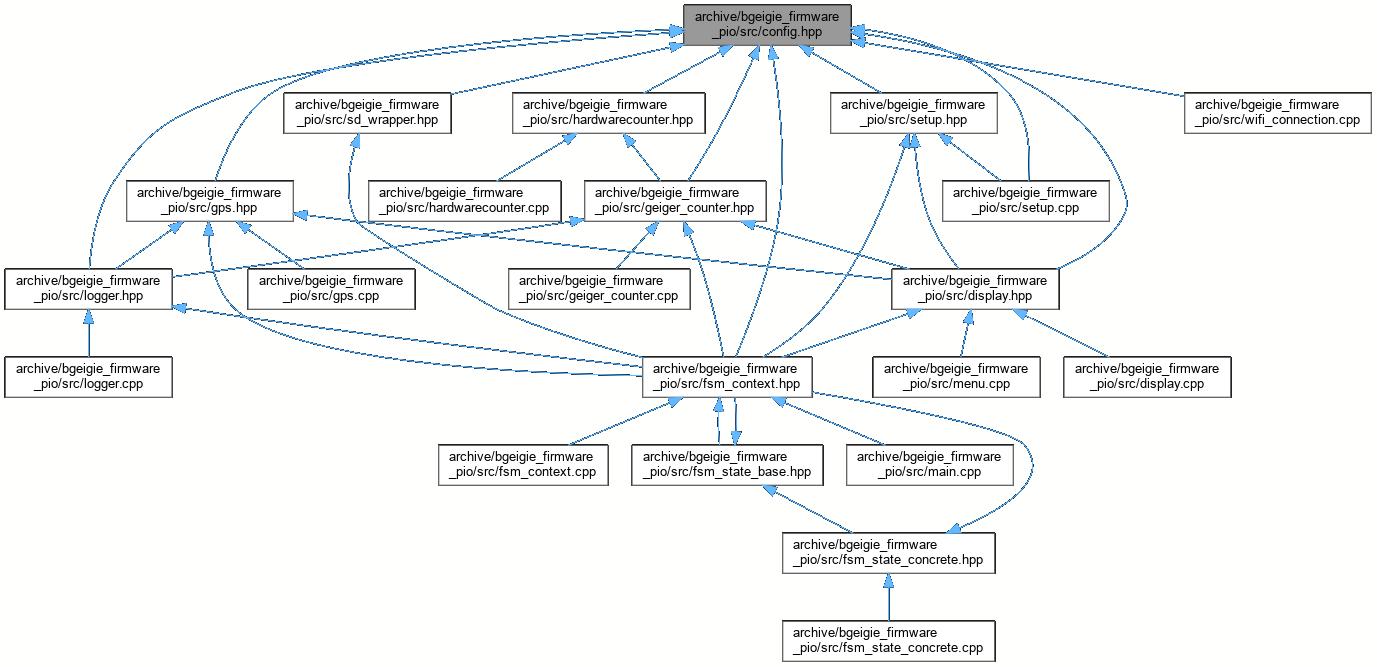 archive/bgeigie_firmware
_pio/src/config.hpp
archive/bgeigie_firmware
_pio/src/sd_wrapper.hpp
archive/bgeigie_firmware
_pio/src/hardwarecounter.hpp
archive/bgeigie_firmware
_pio/src/setup.hpp
archive/bgeigie_firmware
_pio/src/wifi_connection.cpp
archive/bgeigie_firmware
_pio/src/gps.hpp
archive/bgeigie_firmware
_pio/src/hardwarecounter.cpp
archive/bgeigie_firmware
_pio/src/geiger_counter.hpp
archive/bgeigie_firmware
_pio/src/setup.cpp
archive/bgeigie_firmware
_pio/src/logger.hpp
archive/bgeigie_firmware
_pio/src/gps.cpp
archive/bgeigie_firmware
_pio/src/geiger_counter.cpp
archive/bgeigie_firmware
_pio/src/display.hpp
archive/bgeigie_firmware
_pio/src/logger.cpp
archive/bgeigie_firmware
_pio/src/fsm_context.hpp
archive/bgeigie_firmware
_pio/src/menu.cpp
archive/bgeigie_firmware
_pio/src/display.cpp
archive/bgeigie_firmware
_pio/src/fsm_context.cpp
archive/bgeigie_firmware
_pio/src/fsm_state_base.hpp
archive/bgeigie_firmware
_pio/src/main.cpp
archive/bgeigie_firmware
_pio/src/fsm_state_concrete.hpp
archive/bgeigie_firmware
_pio/src/fsm_state_concrete.cpp